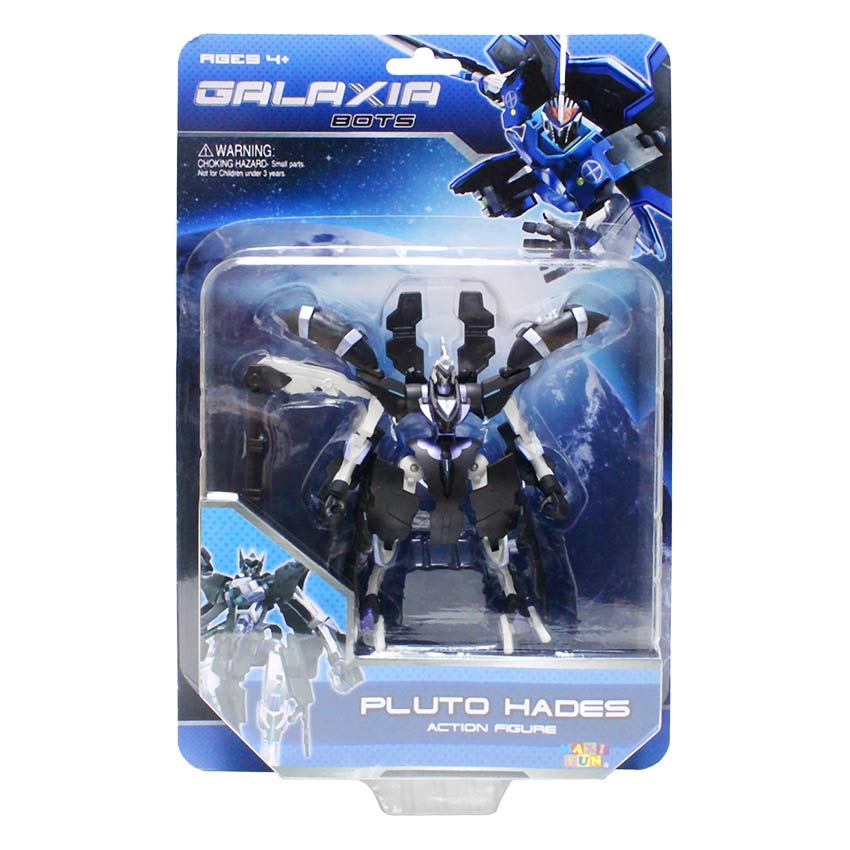 AGES 4+
GALAXIA
BOTS
WARNING:
CHOKING HAZARD- Small parts.
Not for Children under 3 years.
PLUTO HADES
ACTION FIGURE
MAXI
FUN ®